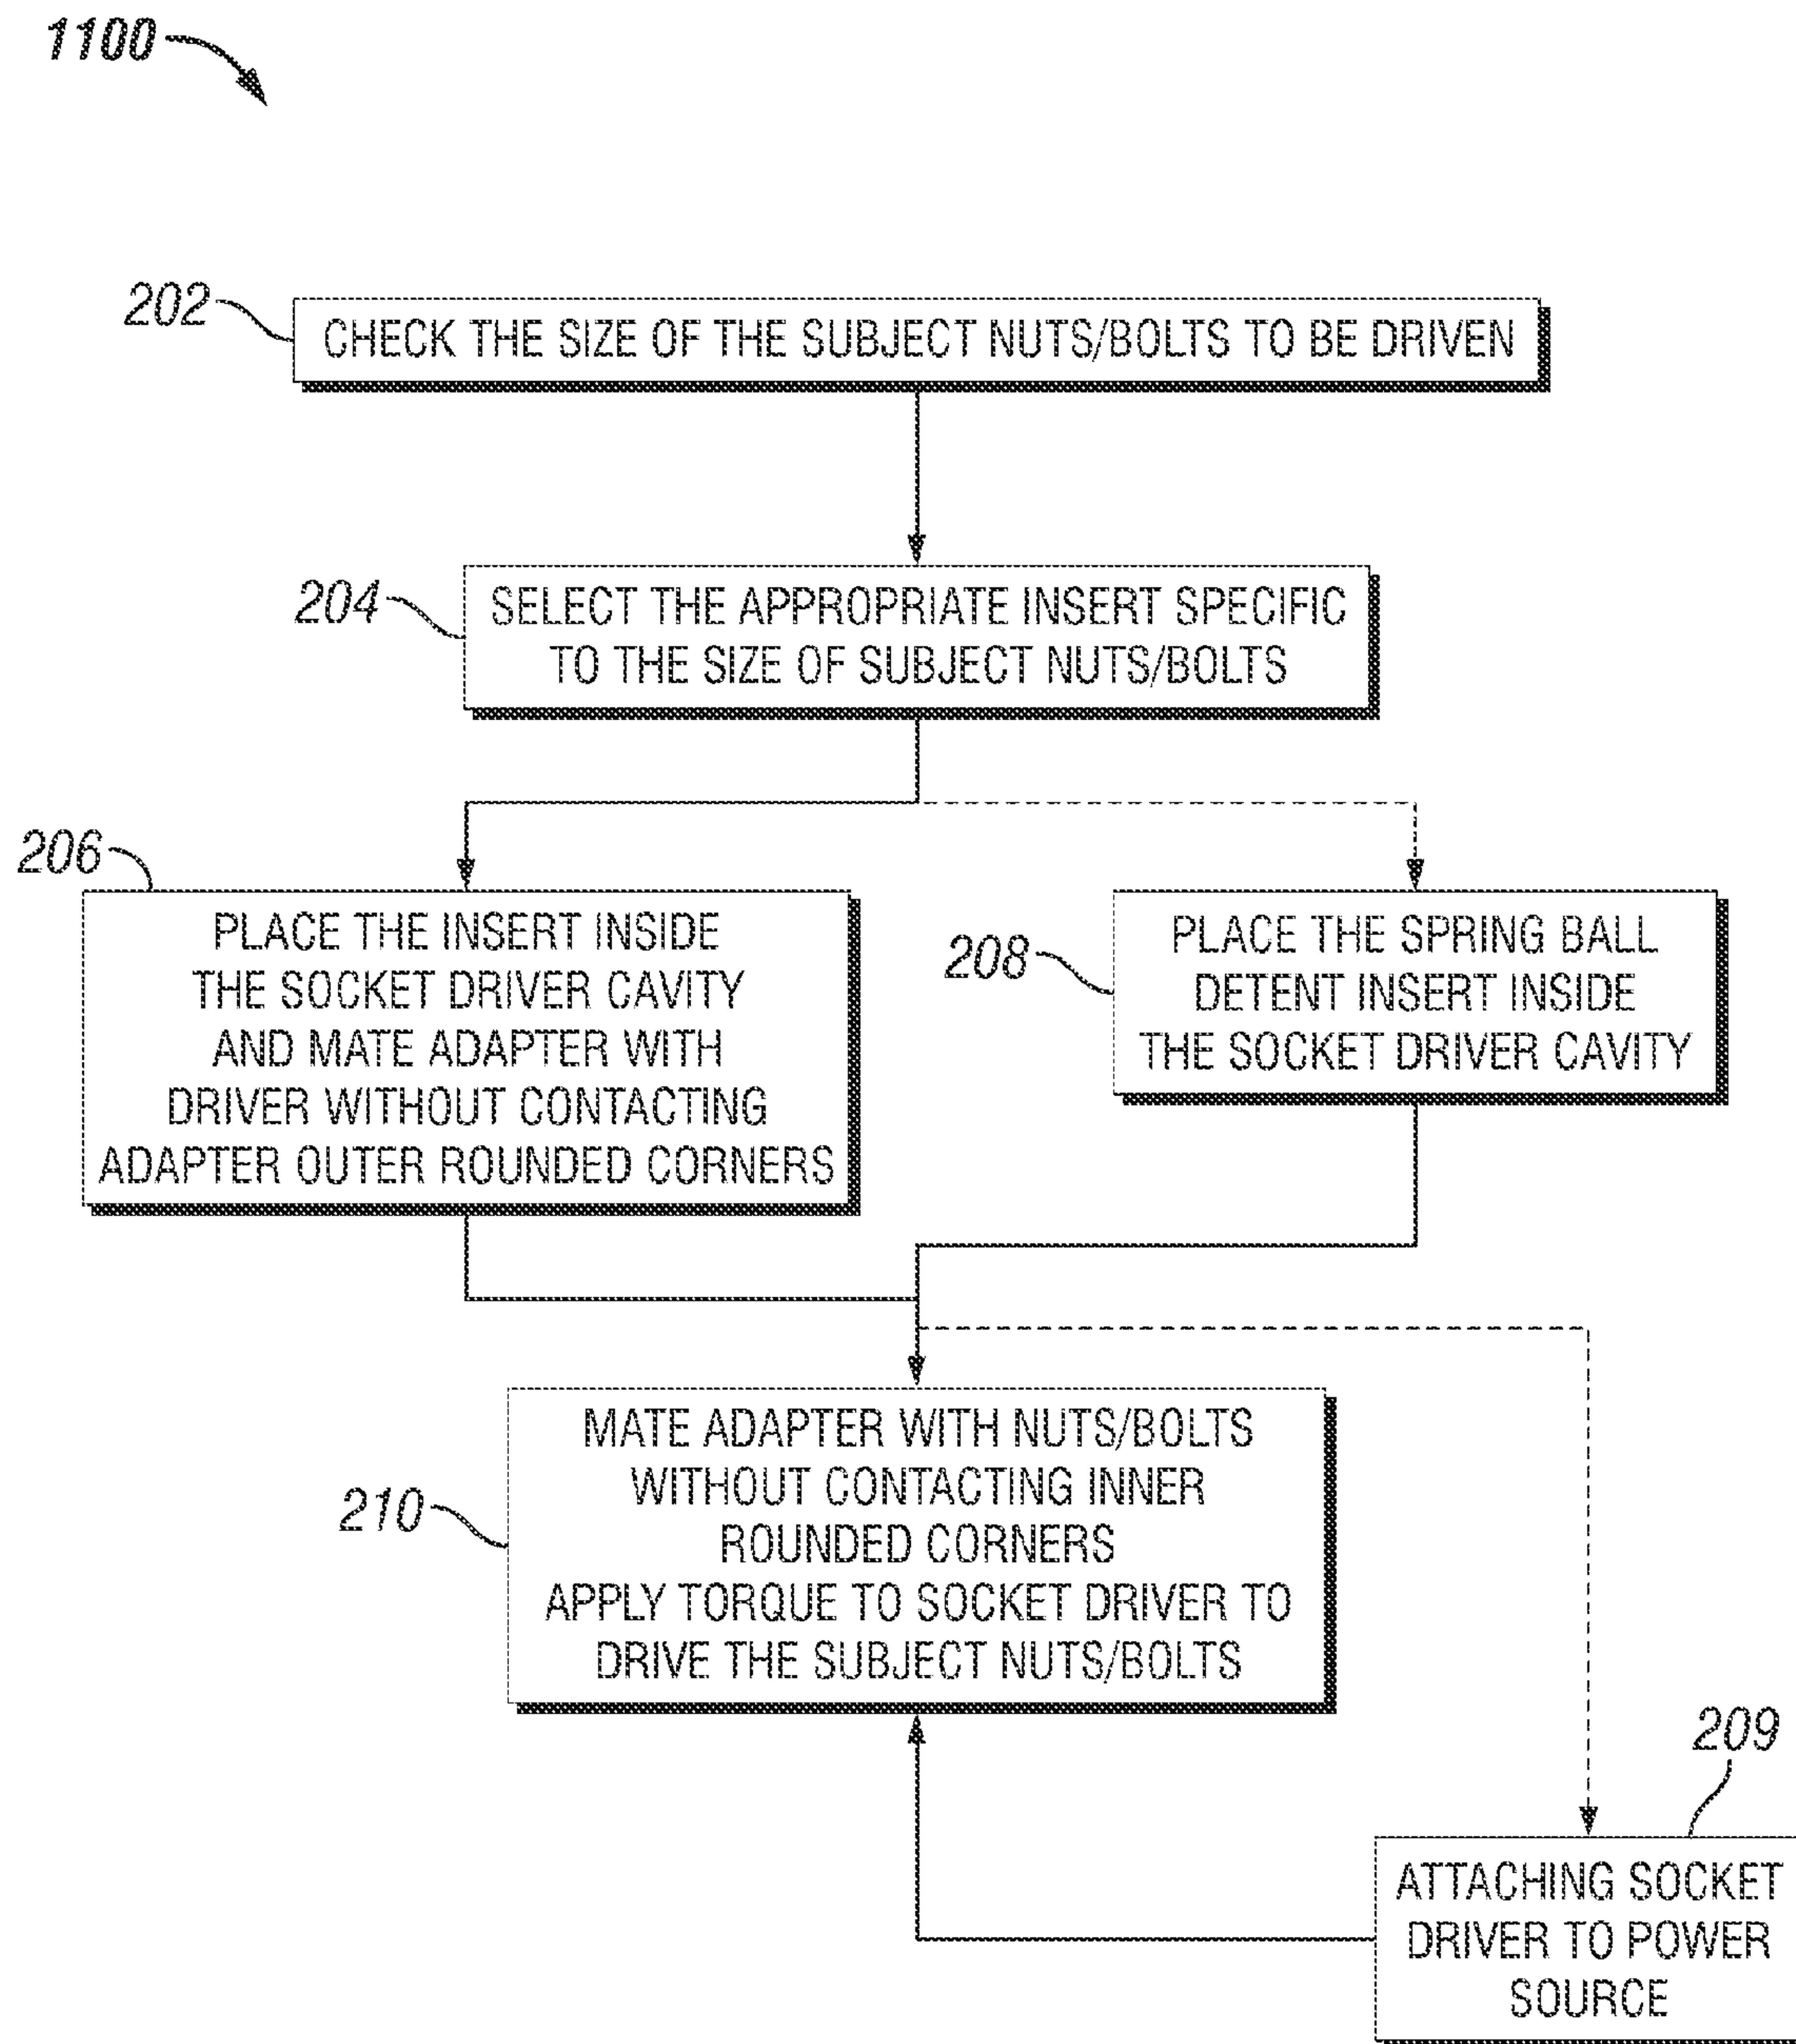 1100
202
CHECK THE SIZE OF THE SUBJECT NUTS/BOLTS TO BE DRIVEN
204
SELECT THE APPROPRIATE INSERT SPECIFIC
TO THE SIZE OF SUBJECT NUTS/BOLTS
206
PLACE THE INSERT INSIDE
THE SOCKET DRIVER CAVITY
AND MATE ADAPTER WITH
DRIVER WITHOUT CONTACTING
ADAPTER OUTER ROUNDED CORNERS
208
PLACE THE SPRING BALL
DETENT INSERT INSIDE
THE SOCKET DRIVER CAVITY
210
MATE ADAPTER WITH NUTS/BOLTS
WITHOUT CONTACTING INNER
ROUNDED CORNERS
APPLY TORQUE TO SOCKET DRIVER TO
DRIVE THE SUBJECT NUTS/BOLTS
209
ATTACHING SOCKET
DRIVER TO POWER
SOURCE